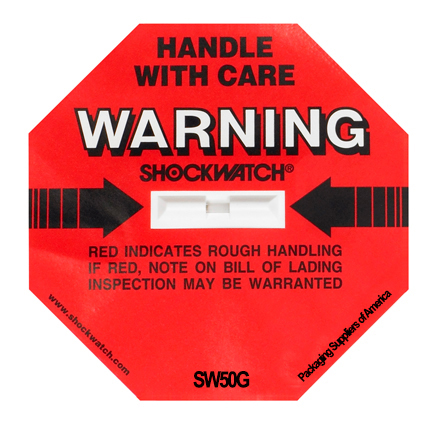 HANDLE
WITH CARE
WARNING
SHOCKWATCH®
RED INDICATES ROUGH HANDLING
IF RED, NOTE ON BILL OF LADING
INSPECTION MAY BE WARRANTED
www.shockwatch.com
Packaging Suppliers of America
SW50G